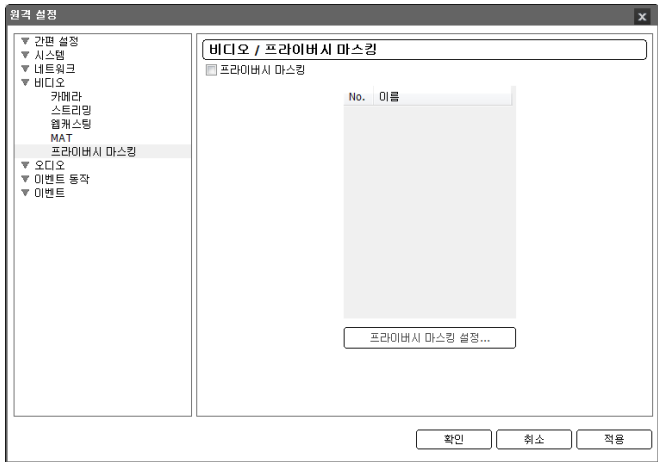 원격 설정
x
간편 설정
시스템
네트워크
비디오
카메라
스트리밍
웹캐스팅
MAT
프라이버시 마스킹
오디오
이벤트 동작
이벤트
비디오 / 프라이버시 마스킹
프라이버시 마스킹
No. 이름
프라이버시 마스킹 설정...
확인 취소 적용